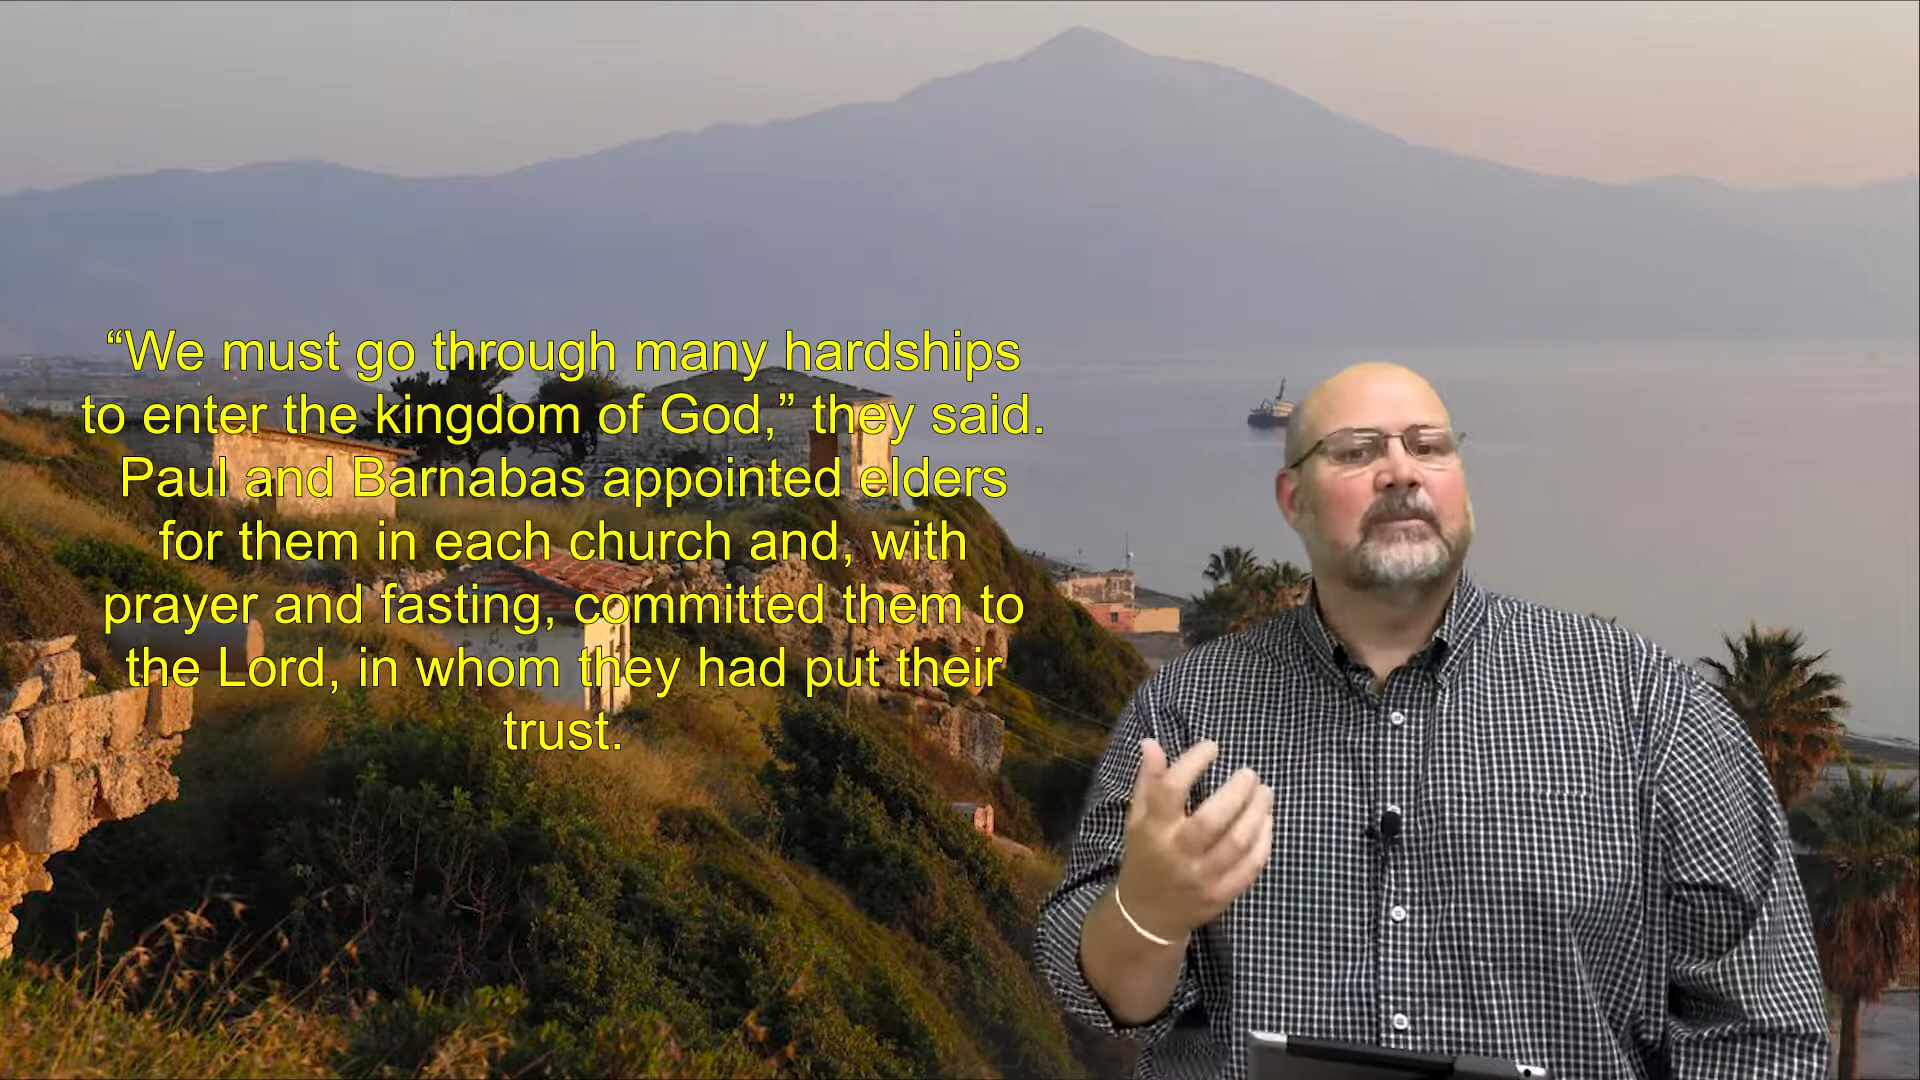 “We must go through many hardships
to enter the kingdom of God,” they said.
Paul and Barnabas appointed elders
for them in each church and, with
prayer and fasting, committed them to
the Lord, in whom they had put their
trust.